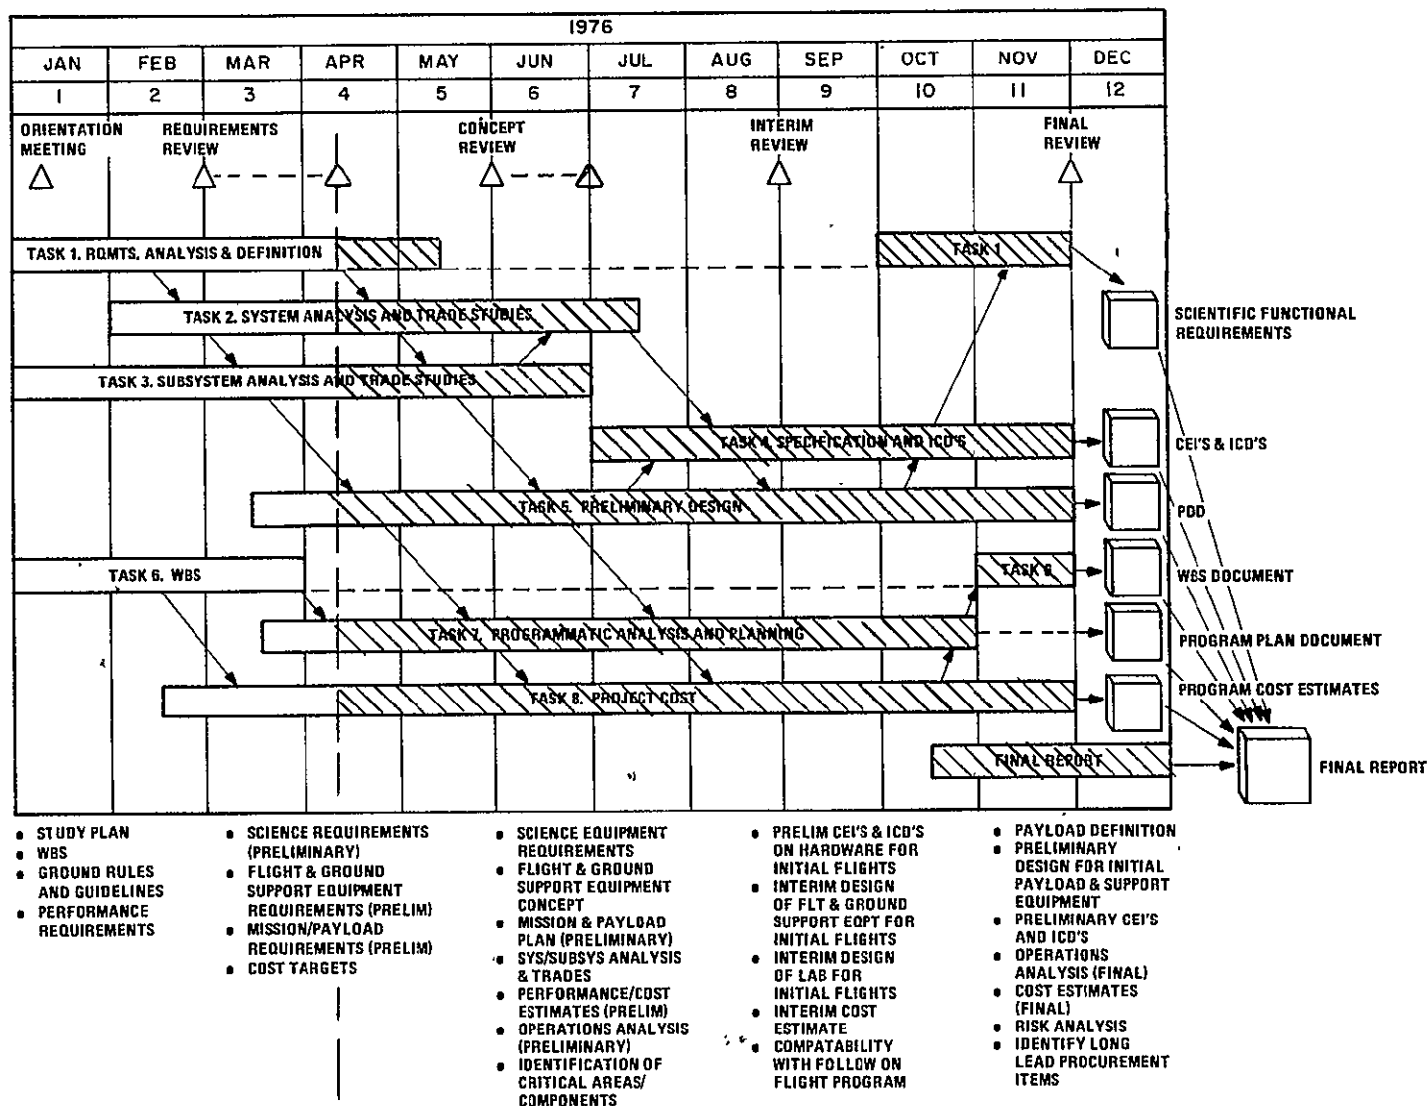 1976
JAN FEB MAR APR MAY JUN JUL AUG SEP OCT NOV DEC
1 2 3 4 5 6 7 8 9 10 11 12
ORIENTATION
MEETING
REQUIREMENTS
REVIEW
CONCEPT
REVIEW
INTERIM
REVIEW
FINAL
REVIEW
TASK 1. RQMTS, ANALYSIS & DEFINITION
TASK 1
TASK 2. SYSTEM ANALYSIS AND TRADE STUDIES
SCIENTIFIC FUNCTIONAL
REQUIREMENTS
TASK 3. SUBSYSTEM ANALYSIS AND TRADE STUDIES
TASK 4. SPECIFICATION AND ICD'S
CEI'S & ICD'S
TASK 5. PRELIMINARY DESIGN
PDD
TASK 6. WBS
TASK 6
WBS DOCUMENT
TASK 7. PROGRAMMATIC ANALYSIS AND PLANNING
PROGRAM PLAN DOCUMENT
TASK 8. PROJECT COST
PROGRAM COST ESTIMATES
FINAL REPORT
FINAL REPORT
• STUDY PLAN
• WBS
• GROUND RULES
AND GUIDELINES
• PERFORMANCE
REQUIREMENTS
• SCIENCE REQUIREMENTS
(PRELIMINARY)
• FLIGHT & GROUND
SUPPORT EQUIPMENT
REQUIREMENTS (PRELIM)
• MISSION/PAYLOAD
REQUIREMENTS (PRELIM)
• COST TARGETS
• SCIENCE EQUIPMENT
REQUIREMENTS
• FLIGHT & GROUND
SUPPORT EQUIPMENT
CONCEPT
• MISSION & PAYLOAD
PLAN (PRELIMINARY)
• SYS/SUBSYS ANALYSIS
& TRADES
• PERFORMANCE/COST
ESTIMATES (PRELIM)
• OPERATIONS ANALYSIS
(PRELIMINARY)
• IDENTIFICATION OF
CRITICAL AREAS/
COMPONENTS
• PRELIM CEI'S & ICD'S
ON HARDWARE FOR
INITIAL FLIGHTS
• INTERIM DESIGN
OF FLT & GROUND
SUPPORT EQPT FOR
INITIAL FLIGHTS
• INTERIM DESIGN
OF LAB FOR
INITIAL FLIGHTS
• INTERIM COST
ESTIMATE
• COMPATABILITY
WITH FOLLOW ON
FLIGHT PROGRAM
• PAYLOAD DEFINITION
• PRELIMINARY
DESIGN FOR INITIAL
PAYLOAD & SUPPORT
EQUIPMENT
• PRELIMINARY CEI'S
AND ICD'S
• OPERATIONS
ANALYSIS (FINAL)
• COST ESTIMATES
(FINAL)
• RISK ANALYSIS
• IDENTIFY LONG
LEAD PROCUREMENT
ITEMS